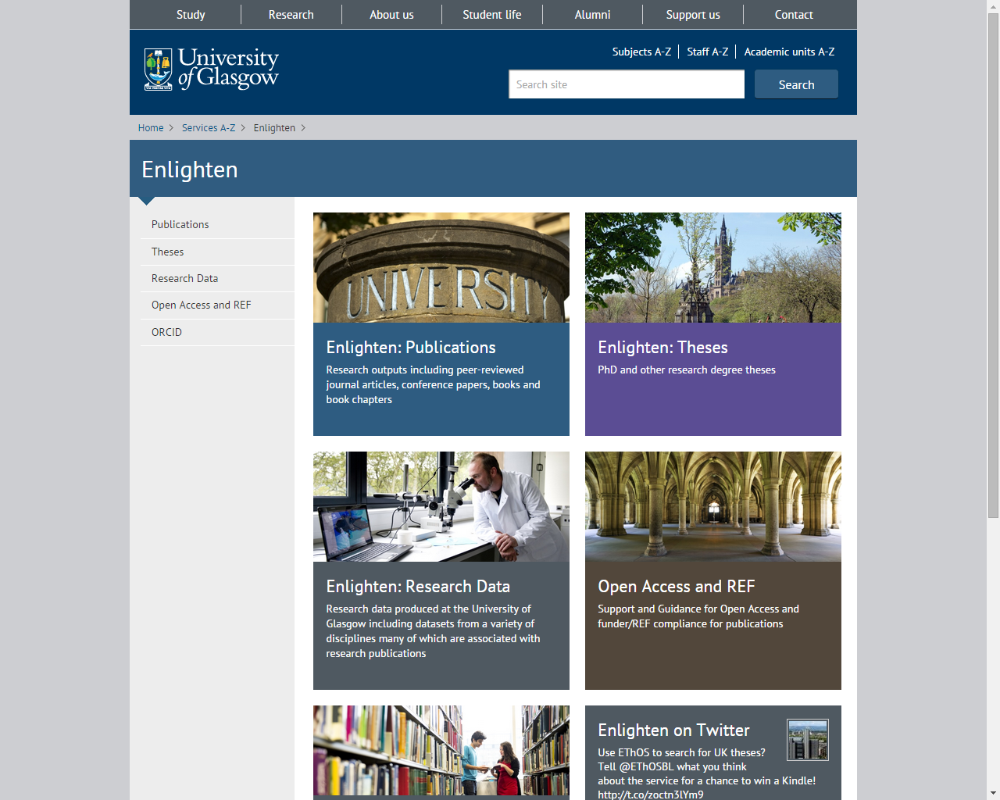 Study
Research
About us
Student life
Alumni
Support us
Contact
University
of Glasgow
Subjects A-Z
Staff A-Z
Academic units A-Z
Search site
Search
Home
Services A-Z
Enlighten
Enlighten
Publications
Theses
Research Data
Open Access and REF
ORCID
UNIVERSITY
Enlighten: Publications
Research outputs including peer-reviewed
journal articles, conference papers, books and
book chapters
Enlighten: Theses
PhD and other research degree theses
Enlighten: Research Data
Research data produced at the University of
Glasgow including datasets from a variety of
disciplines many of which are associated with
research publications
Open Access and REF
Support and Guidance for Open Access and
funder/REF compliance for publications
Enlighten on Twitter
Use EThOS to search for UK theses?
Tell @EThOSBL what you think
about the service for a chance to win a Kindle!
http://t.co/zoctn3lYm9